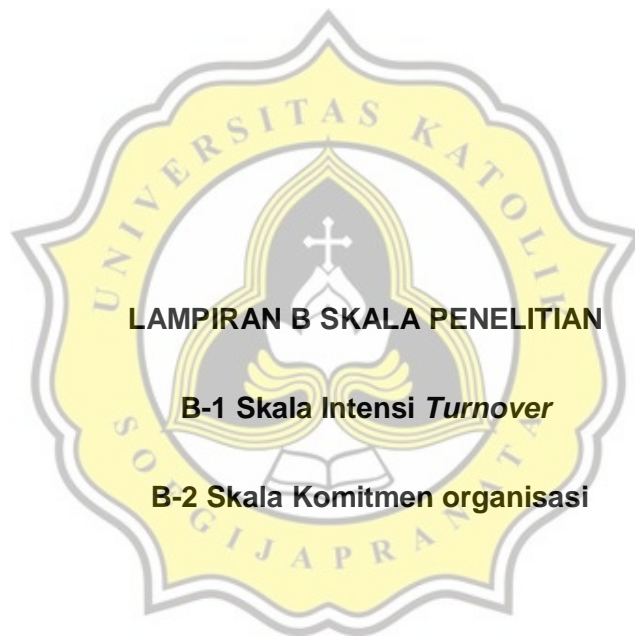 UNIVERSITAS KATOLIK
LAMPIRAN B SKALA PENELITIAN
B-1 Skala Intensi Turnover
B-2 Skala Komitmen organisasi
SOEGIJAPRANATA